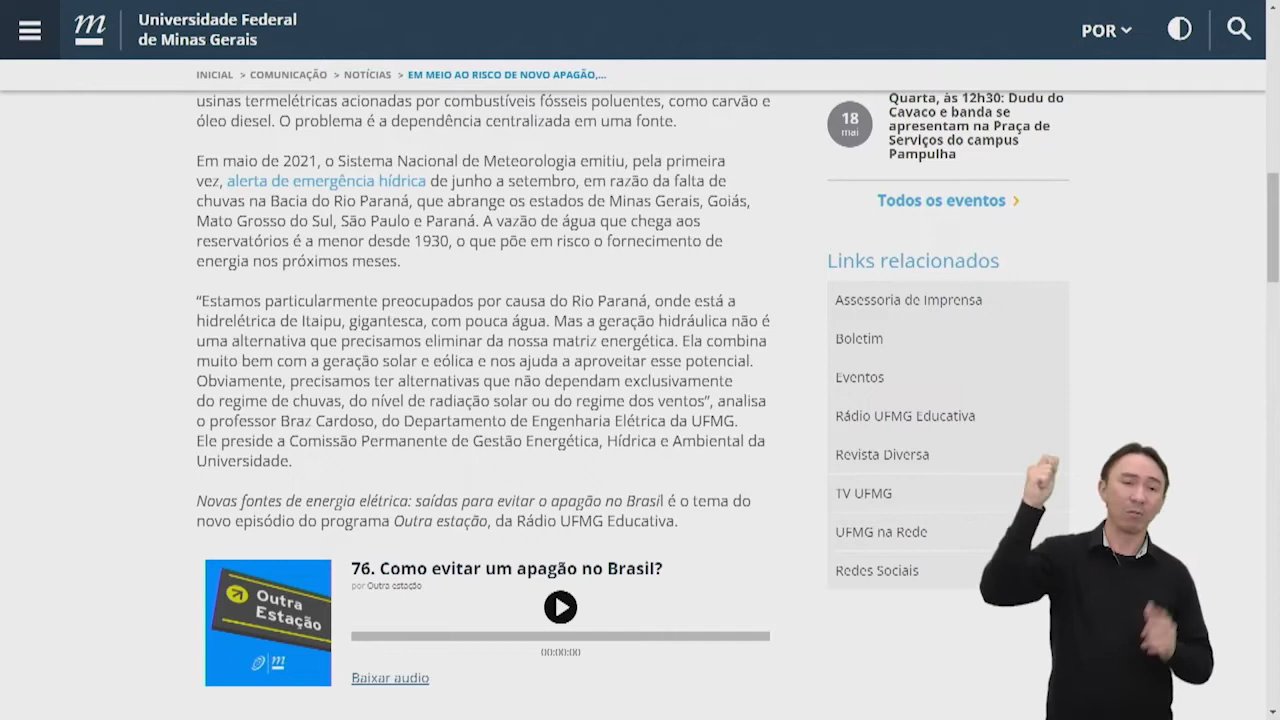 Universidade Federal
de Minas Gerais
POR
INICIAL > COMUNICAÇÃO > NOTÍCIAS > EM MEIO AO RISCO DE NOVO APAGÃO,...
usinas termelétricas acionadas por combustíveis fósseis poluentes, como carvão e
óleo diesel. O problema é a dependência centralizada em uma fonte.
Em maio de 2021, o Sistema Nacional de Meteorologia emitiu, pela primeira
vez, alerta de emergência hídrica de junho a setembro, em razão da falta de
chuvas na Bacia do Rio Paraná, que abrange os estados de Minas Gerais, Goiás,
Mato Grosso do Sul, São Paulo e Paraná. A vazão de água que chega aos
reservatórios é a menor desde 1930, o que põe em risco o fornecimento de
energia nos próximos meses.
“Estamos particularmente preocupados por causa do Rio Paraná, onde está a
hidrelétrica de Itaipu, gigantesca, com pouca água. Mas a geração hidráulica não é
uma alternativa que precisamos eliminar da nossa matriz energética. Ela combina
muito bem com a geração solar e eólica e nos ajuda a aproveitar esse potencial.
Obviamente, precisamos ter alternativas que não dependam exclusivamente
do regime de chuvas, do nível de radiação solar ou do regime dos ventos”, analisa
o professor Braz Cardoso, do Departamento de Engenharia Elétrica da UFMG.
Ele preside a Comissão Permanente de Gestão Energética, Hídrica e Ambiental da
Universidade.
Novas fontes de energia elétrica: saídas para evitar o apagão no Brasil é o tema do
novo episódio do programa Outra estação, da Rádio UFMG Educativa.
Outra
Estação
76. Como evitar um apagão no Brasil?
por Outra estação
00:00:00
Baixar audio
18
mai
Quarta, às 12h30: Dudu do
Cavaco e banda se
apresentam na Praça de
Serviços do campus
Pampulha
Todos os eventos
Links relacionados
Assessoria de Imprensa
Boletim
Eventos
Rádio UFMG Educativa
Revista Diversa
TV UFMG
UFMG na Rede
Redes Sociais